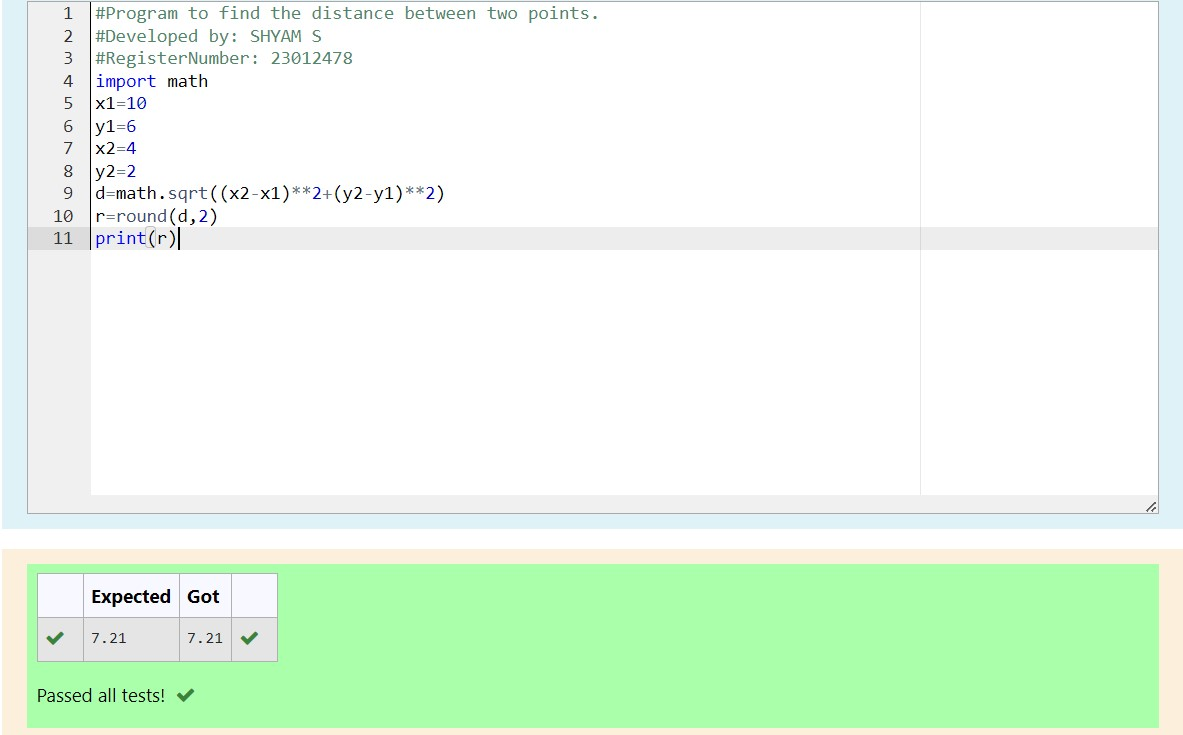 1 #Program to find the distance between two points.
2 #Developed by: SHYAM S
3 #RegisterNumber: 23012478
4 import math
5 x1=10
6 y1=6
7 x2=4
8 y2=2
9 d=math.sqrt((x2-x1)**2+(y2-y1)**2)
10 r=round(d,2)
11 print(r)
Expected Got
7.21 7.21
Passed all tests!